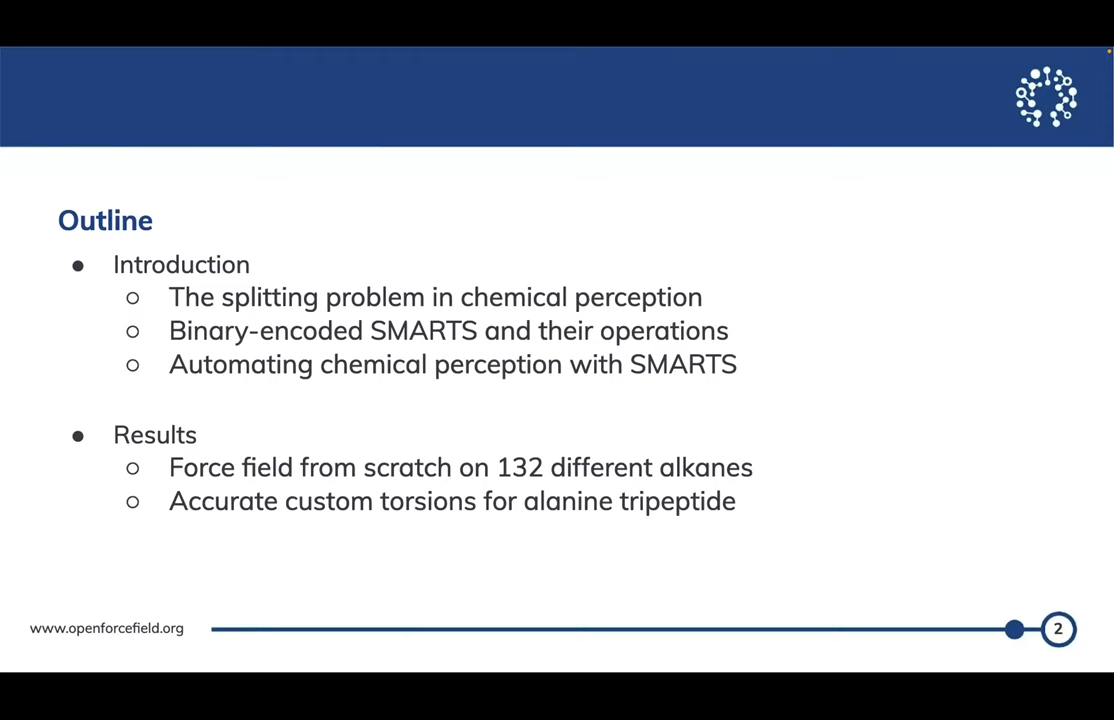 Outline
● Introduction
○ The splitting problem in chemical perception
○ Binary-encoded SMARTS and their operations
○ Automating chemical perception with SMARTS
● Results
○ Force field from scratch on 132 different alkanes
○ Accurate custom torsions for alanine tripeptide
www.openforcefield.org
2